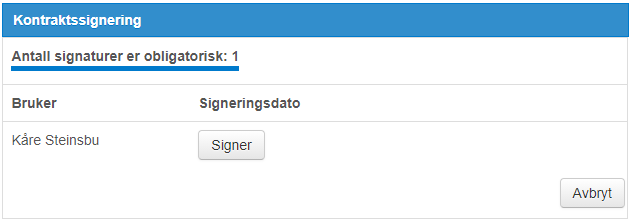 Kontraktssignering
Antall signaturer er obligatorisk: 1
Bruker Signeringsdato
Kåre Steinsbu Signer
Avbryt